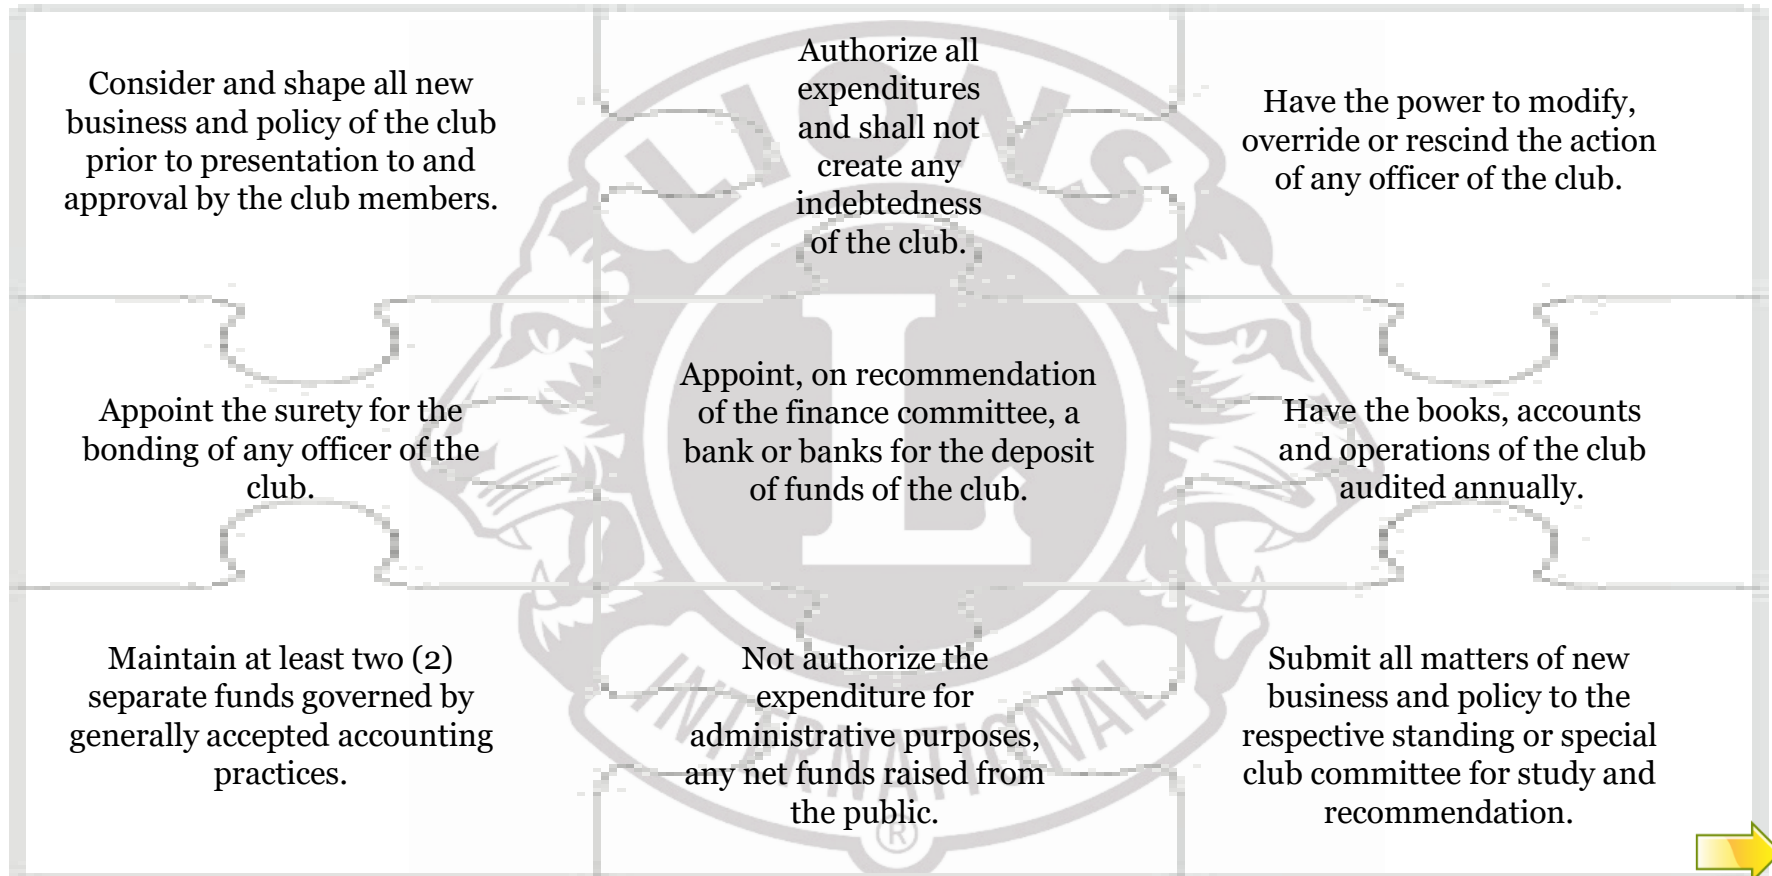 Consider and shape all new
business and policy of the club
prior to presentation to and
approval by the club members.
Authorize all
expenditures
and shall not
create any
indebtedness
of the club.
Have the power to modify,
override or rescind the action
of any officer of the club.
Appoint the surety for the
bonding of any officer of the
club.
Appoint, on recommendation
of the finance committee, a
bank or banks for the deposit
of funds of the club.
Have the books, accounts
and operations of the club
audited annually.
Maintain at least two (2)
separate funds governed by
generally accepted accounting
practices.
Not authorize the
expenditure for
administrative purposes,
any net funds raised from
the public.
Submit all matters of new
business and policy to the
respective standing or special
club committee for study and
recommendation.
LIONS
L
INTERNATIONAL
®